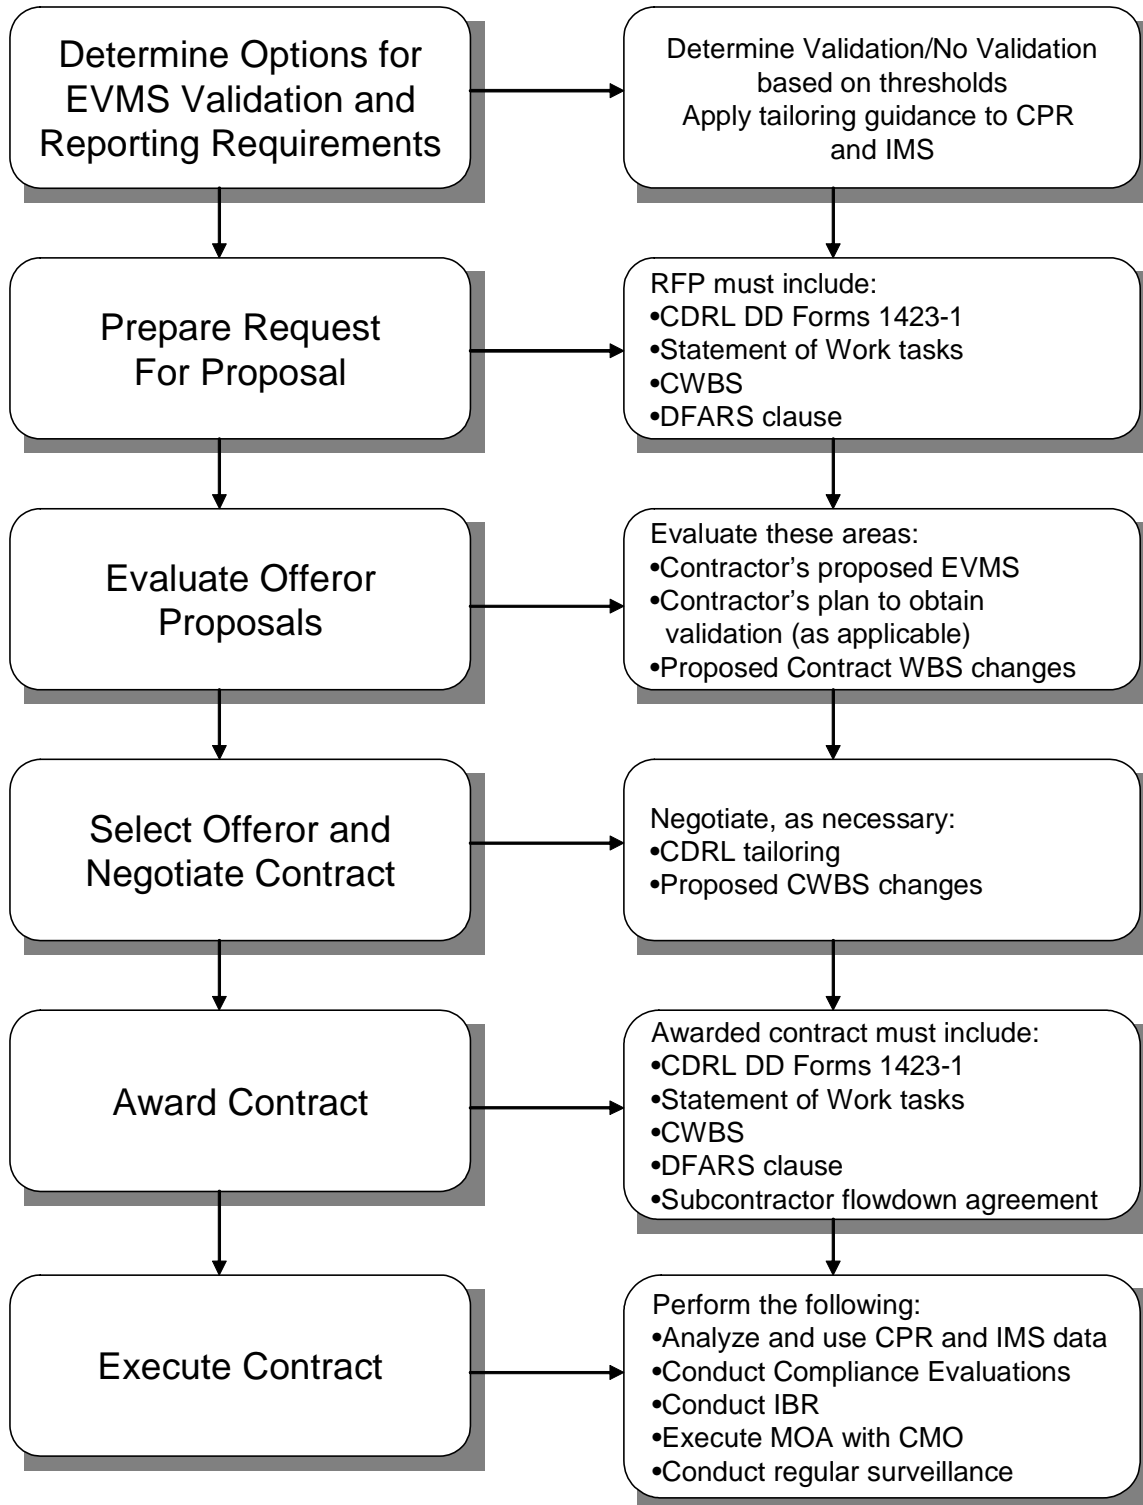 Determine Options for
EVMS Validation and
Reporting Requirements
Determine Validation/No Validation
based on thresholds
Apply tailoring guidance to CPR
and IMS
Prepare Request
For Proposal
RFP must include:
•CDRL DD Forms 1423-1
•Statement of Work tasks
•CWBS
•DFARS clause
Evaluate Offeror
Proposals
Evaluate these areas:
•Contractor’s proposed EVMS
•Contractor’s plan to obtain
validation (as applicable)
•Proposed Contract WBS changes
Select Offeror and
Negotiate Contract
Negotiate, as necessary:
•CDRL tailoring
•Proposed CWBS changes
Award Contract
Awarded contract must include:
•CDRL DD Forms 1423-1
•Statement of Work tasks
•CWBS
•DFARS clause
•Subcontractor flowdown agreement
Execute Contract
Perform the following:
•Analyze and use CPR and IMS data
•Conduct Compliance Evaluations
•Conduct IBR
•Execute MOA with CMO
•Conduct regular surveillance